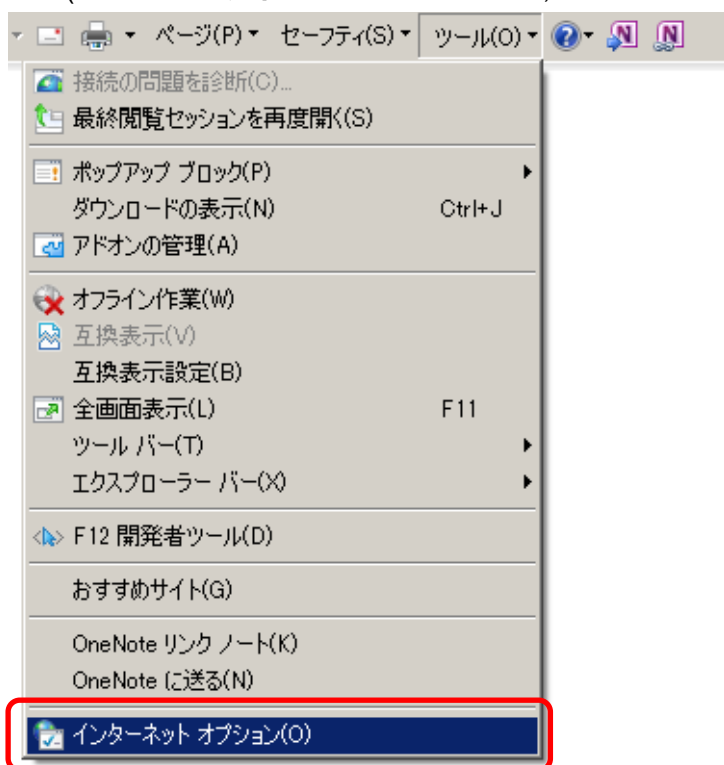 ページ(P) セーフティ(S) ツール(O)
接続の問題を診断(C)...
最終閲覧セッションを再度開く(S)
ポップアップ ブロック(P)
ダウンロードの表示(N) Ctrl+J
アドオンの管理(A)
オフライン作業(W)
互換表示(V)
互換表示設定(B)
全画面表示(L) F11
ツール バー(T)
エクスプローラー バー(X)
F12 開発者ツール(D)
おすすめサイト(G)
OneNote リンク ノート(K)
OneNote に送る(N)
インターネット オプション(O)